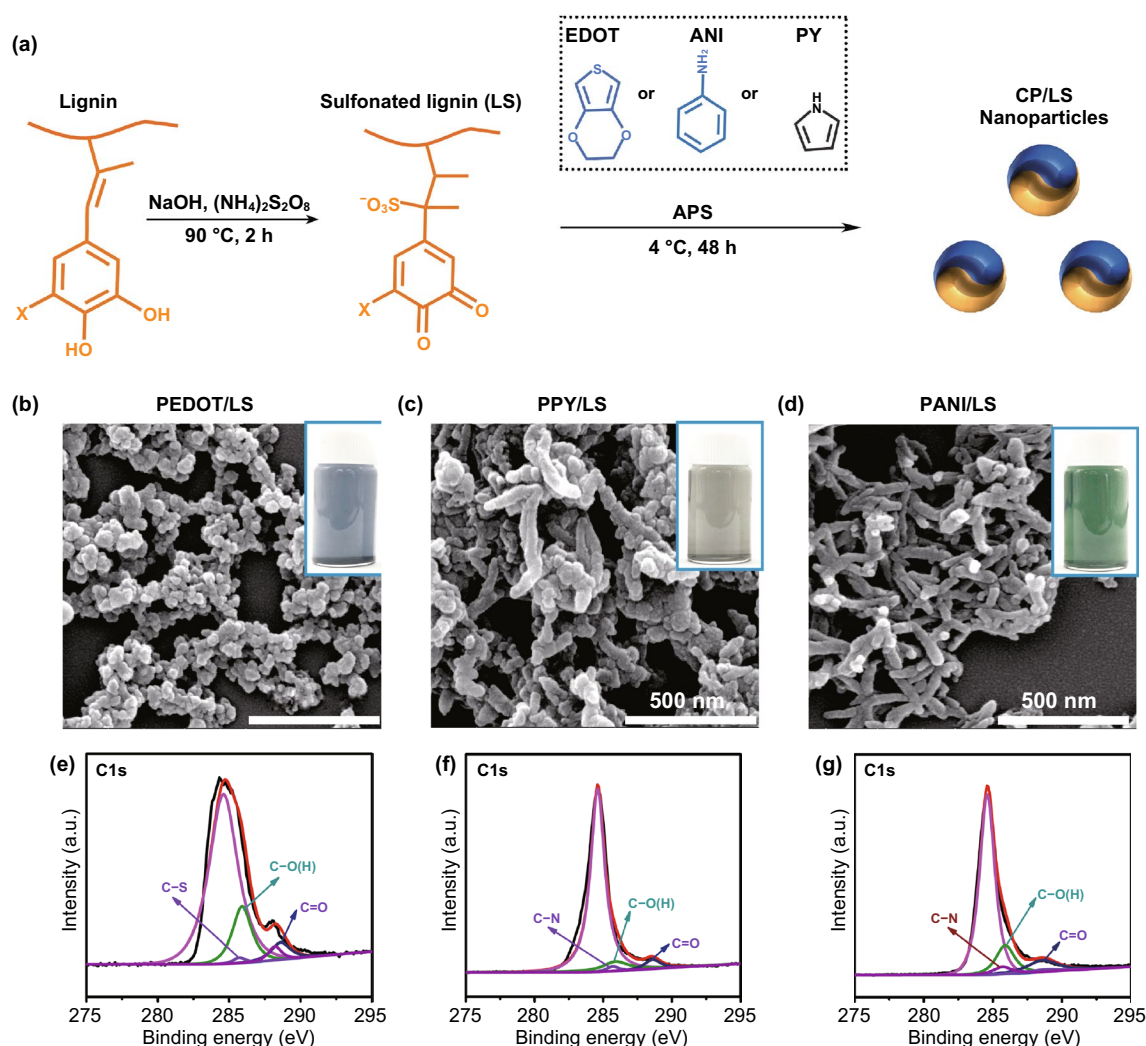 (a)
Lignin
X
OH
HO
NaOH, (NH₄)₂S₂O₈
90 °C, 2 h
Sulfonated lignin (LS)
⁻O₃S
X
O
O
EDOT
S
O
O
or
ANI
NH₂
or
PY
H
N
APS
4 °C, 48 h
CP/LS
Nanoparticles
(b)
PEDOT/LS
(c)
PPY/LS
500 nm
(d)
PANI/LS
500 nm
(e)
C1s
Intensity (a.u.)
C−S
C−O(H)
C=O
275 280 285 290 295
Binding energy (eV)
(f)
C1s
Intensity (a.u.)
C−N
C−O(H)
C=O
275 280 285 290 295
Binding energy (eV)
(g)
C1s
Intensity (a.u.)
C−N
C−O(H)
C=O
275 280 285 290 295
Binding energy (eV)